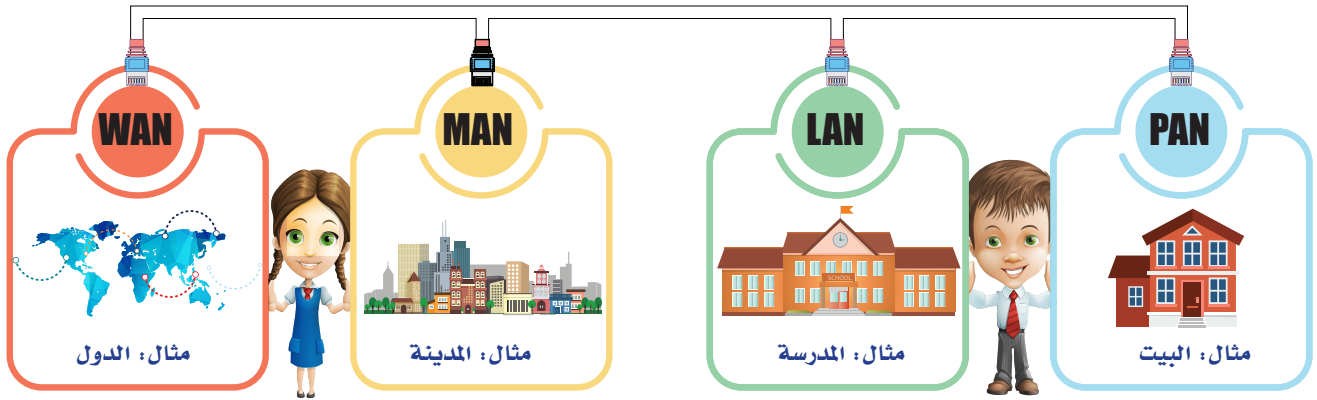 PAN
مثال: البيت
LAN
SCHOOL
مثال: المدرسة
MAN
مثال: المدينة
WAN
مثال: الدول